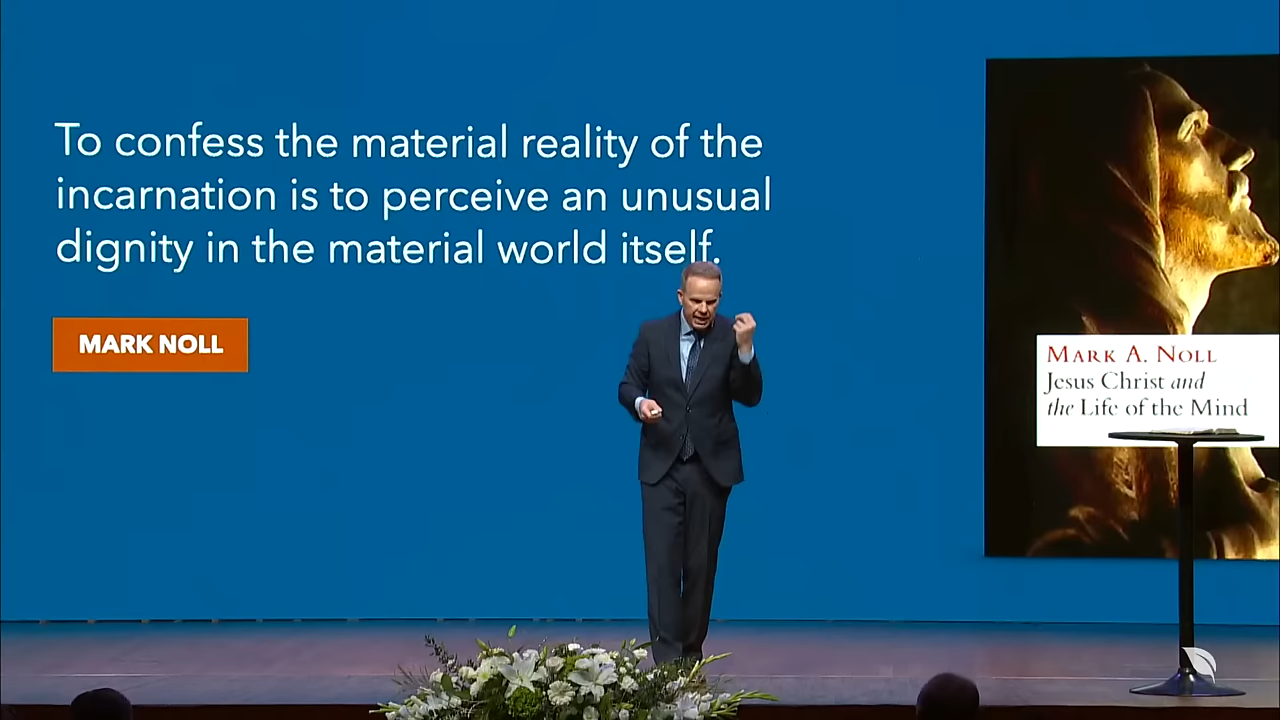 To confess the material reality of the
incarnation is to perceive an unusual
dignity in the material world itself.
MARK NOLL
MARK A. NOLL
Jesus Christ and
the Life of the Mind